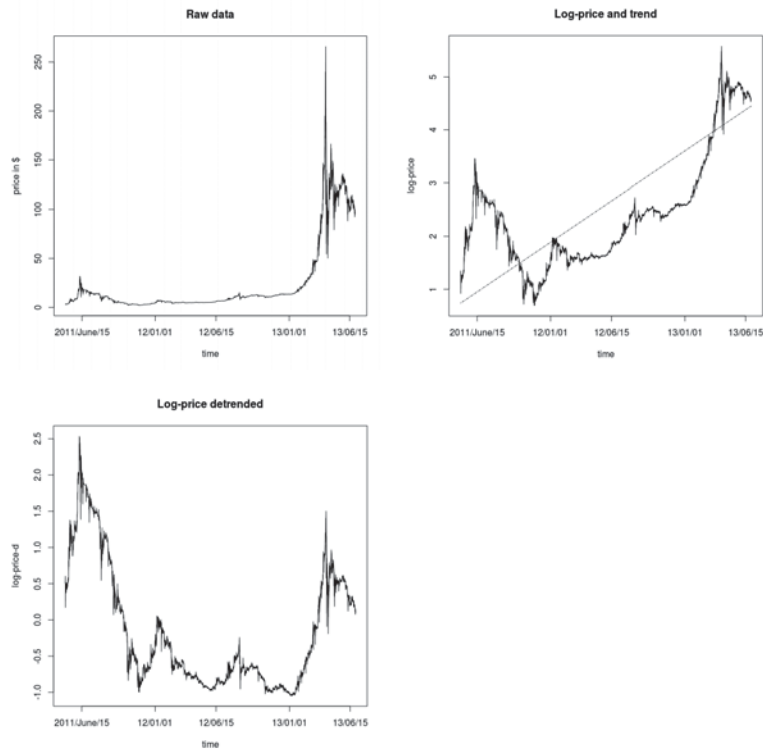 Raw data
price in $
250
200
150
100
50
0
2011/June/15 12/01/01 12/06/15 13/01/01 13/06/15
time
Log-price and trend
log-price
5
4
3
2
1
2011/June/15 12/01/01 12/06/15 13/01/01 13/06/15
time
Log-price detrended
log-price-d
2.5
2.0
1.5
1.0
0.5
0.0
-0.5
-1.0
2011/June/15 12/01/01 12/06/15 13/01/01 13/06/15
time